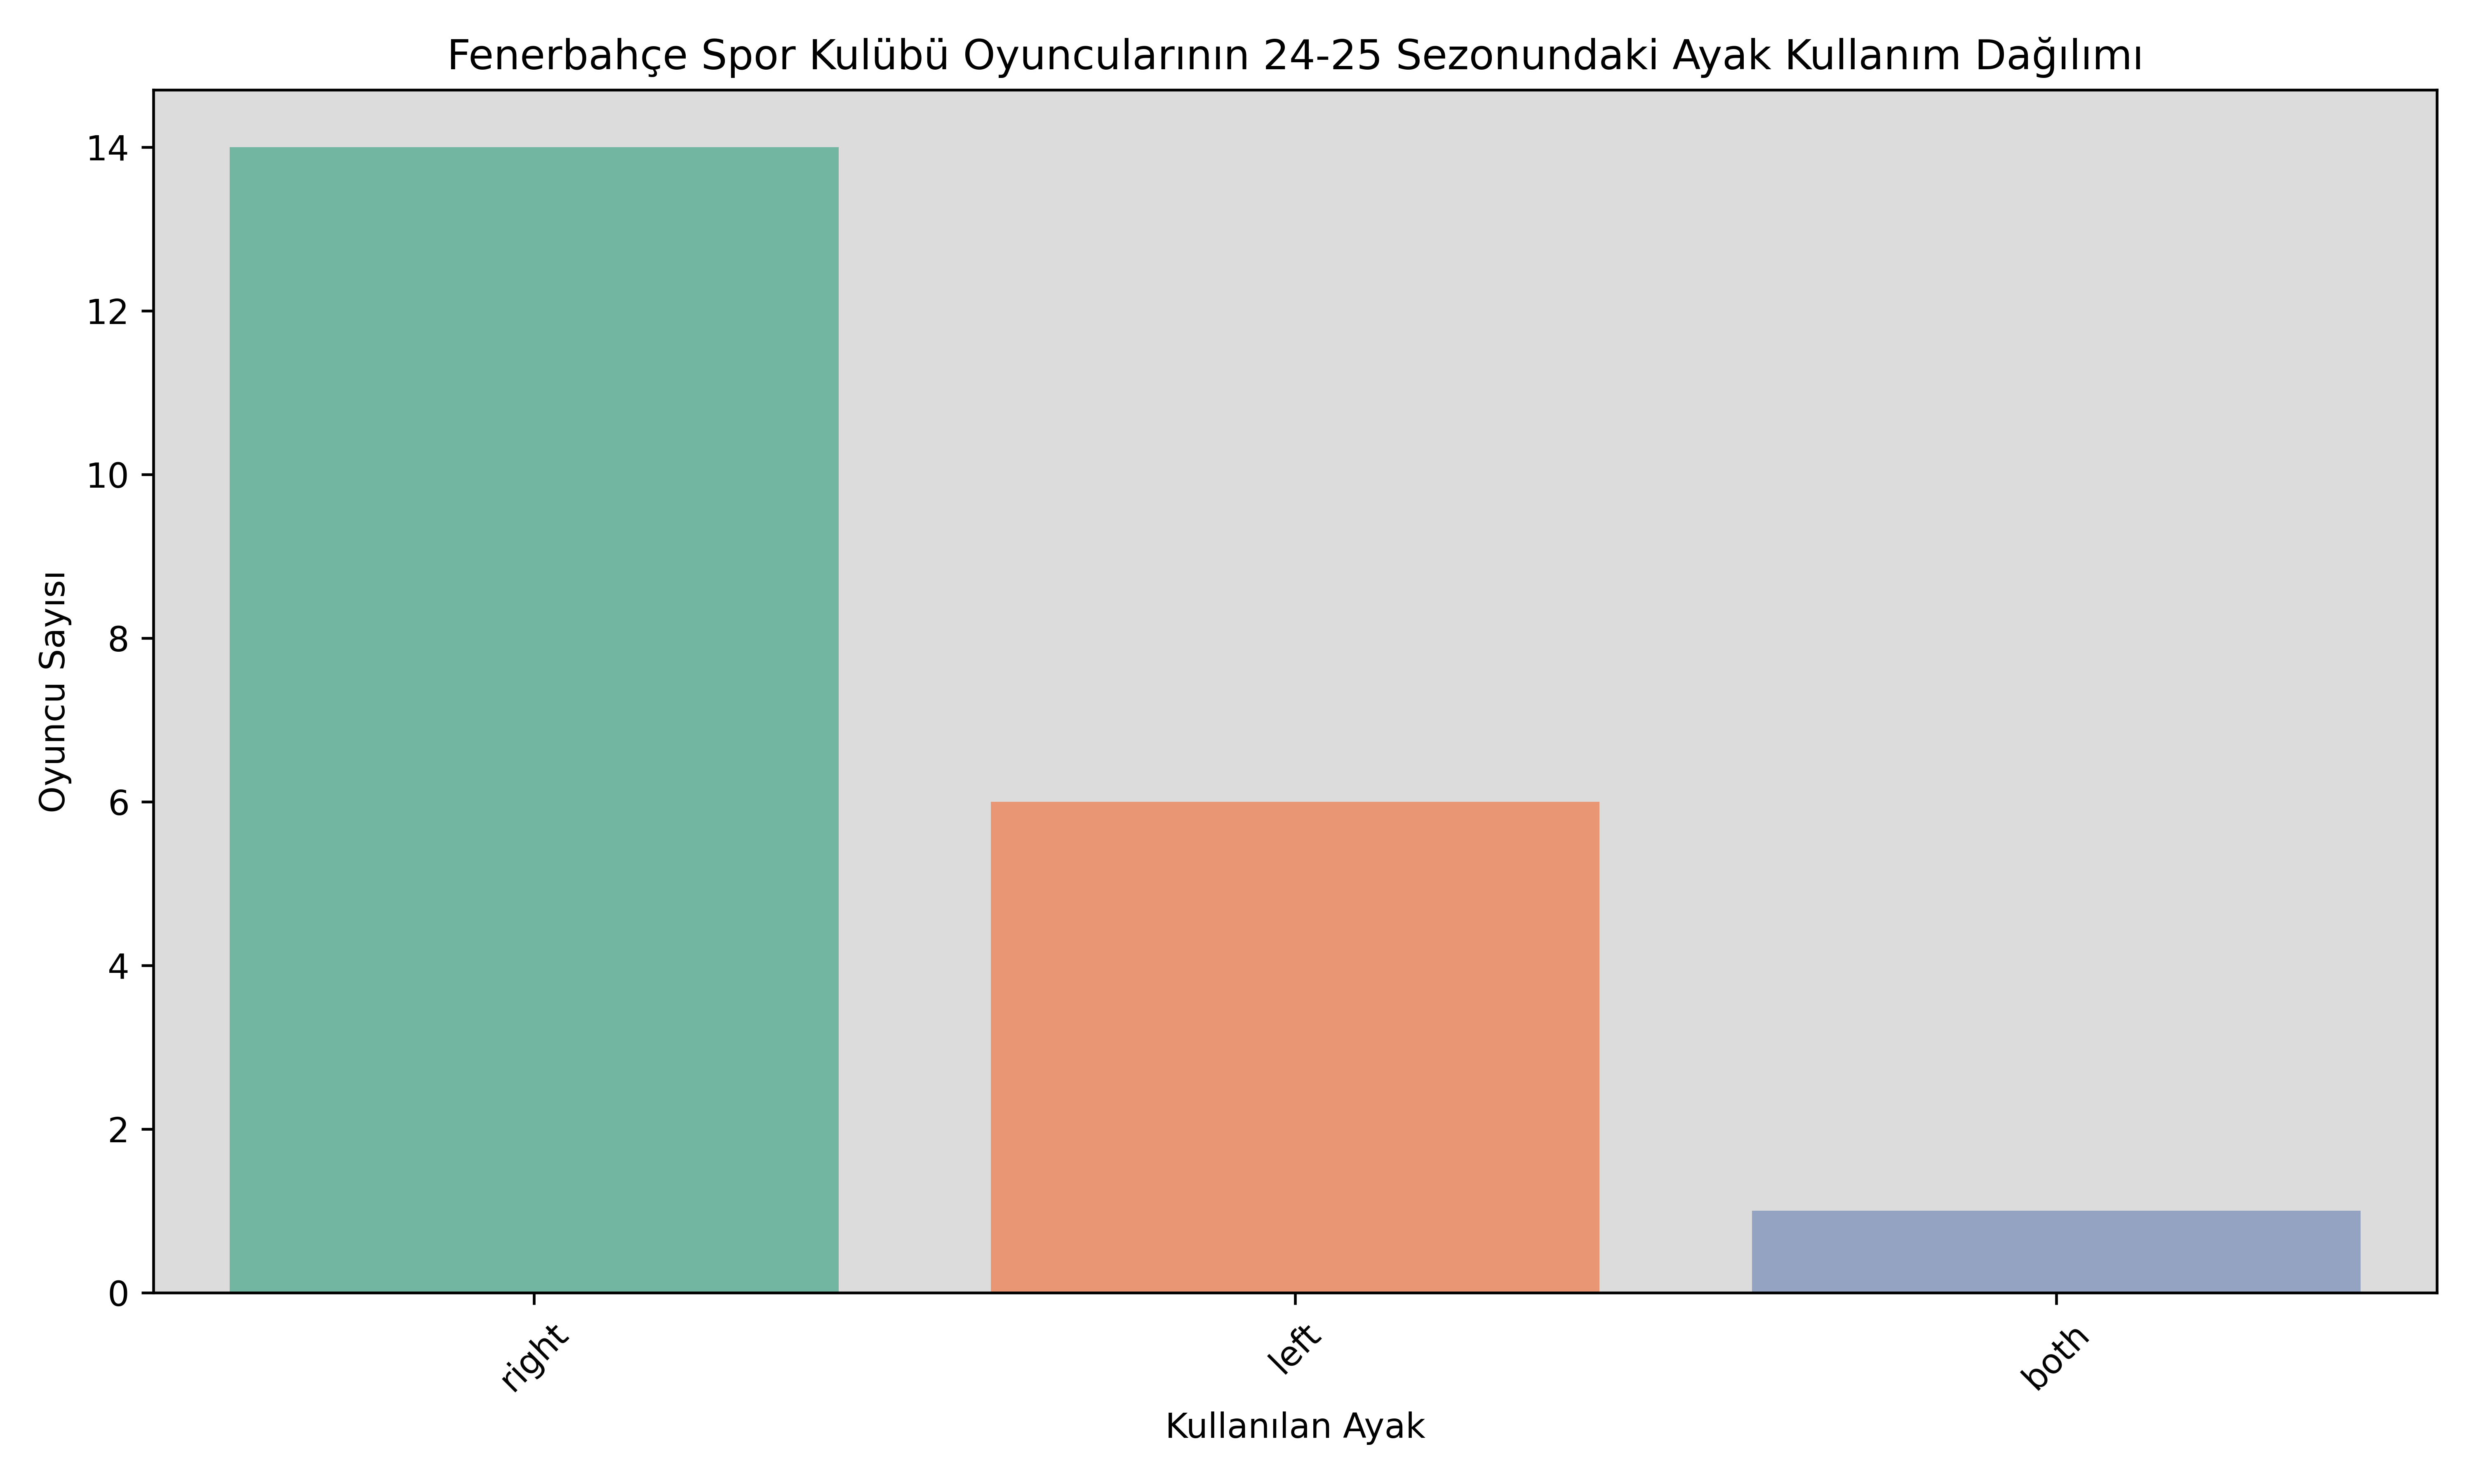 Fenerbahçe Spor Kulübü Oyuncularının 24-25 Sezonundaki Ayak Kullanım Dağılımı
14
12
10
8
6
4
2
0
Oyuncu Sayısı
right
left
both
Kullanılan Ayak